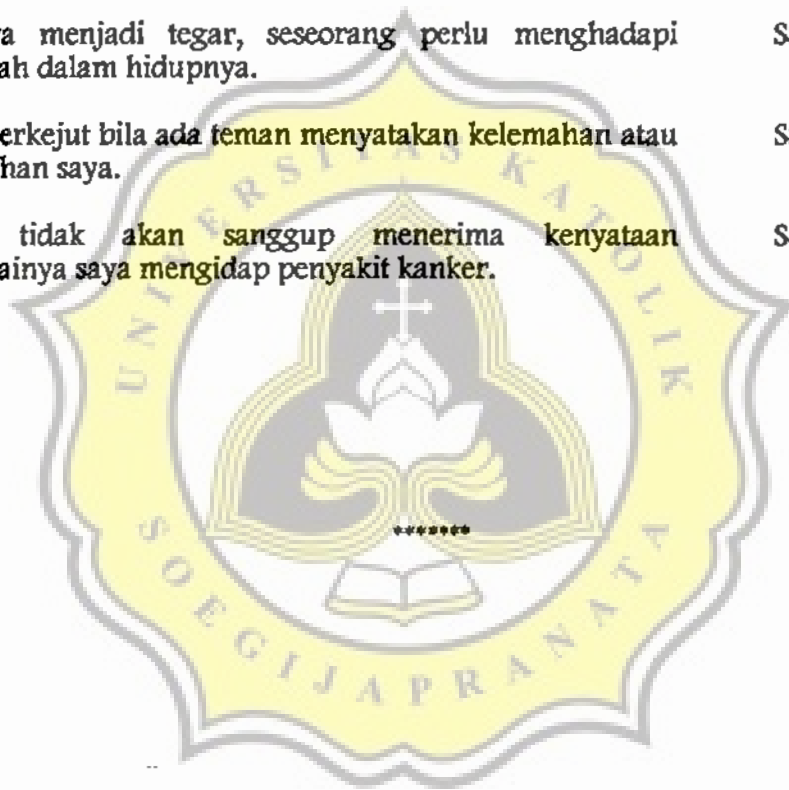 a menjadi tegar, seseorang perlu menghadapi S
ah dalam hidupnya.
erkejut bila ada teman menyatakan kelemahan atau S
han saya.
tidak akan sanggup menerima kenyataan S
ainya saya mengidap penyakit kanker.
UNIVERSITAS KATOLIK
*******
SOEGIJAPRANATA